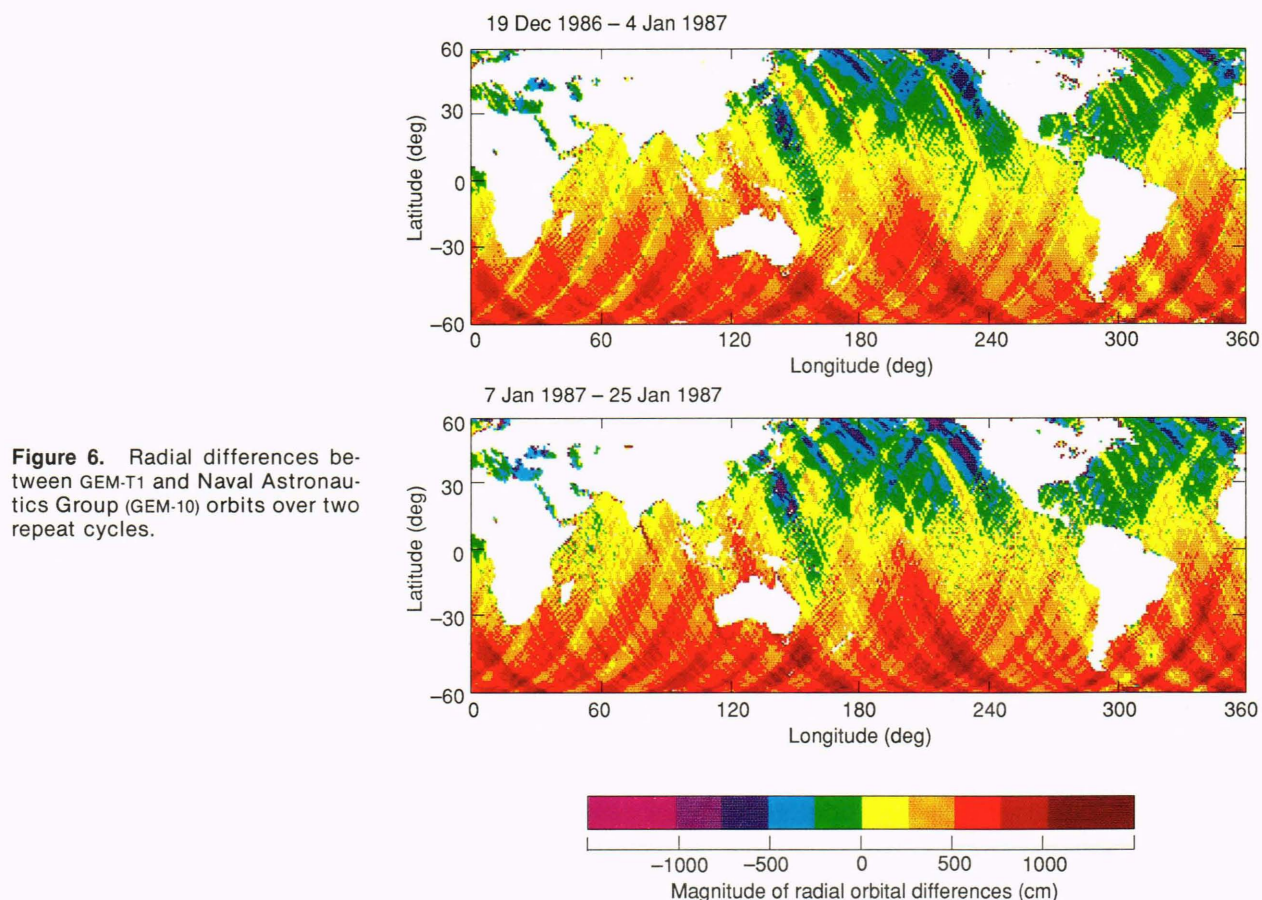 19 Dec 1986 – 4 Jan 1987
60
30
0
–30
–60
Latitude (deg)
0 60 120 180 240 300 360
Longitude (deg)
7 Jan 1987 – 25 Jan 1987
60
30
0
–30
–60
Latitude (deg)
0 60 120 180 240 300 360
Longitude (deg)
Figure 6. Radial differences be-
tween GEM-T1 and Naval Astronau-
tics Group (GEM-10) orbits over two
repeat cycles.
–1000 –500 0 500 1000
Magnitude of radial orbital differences (cm)